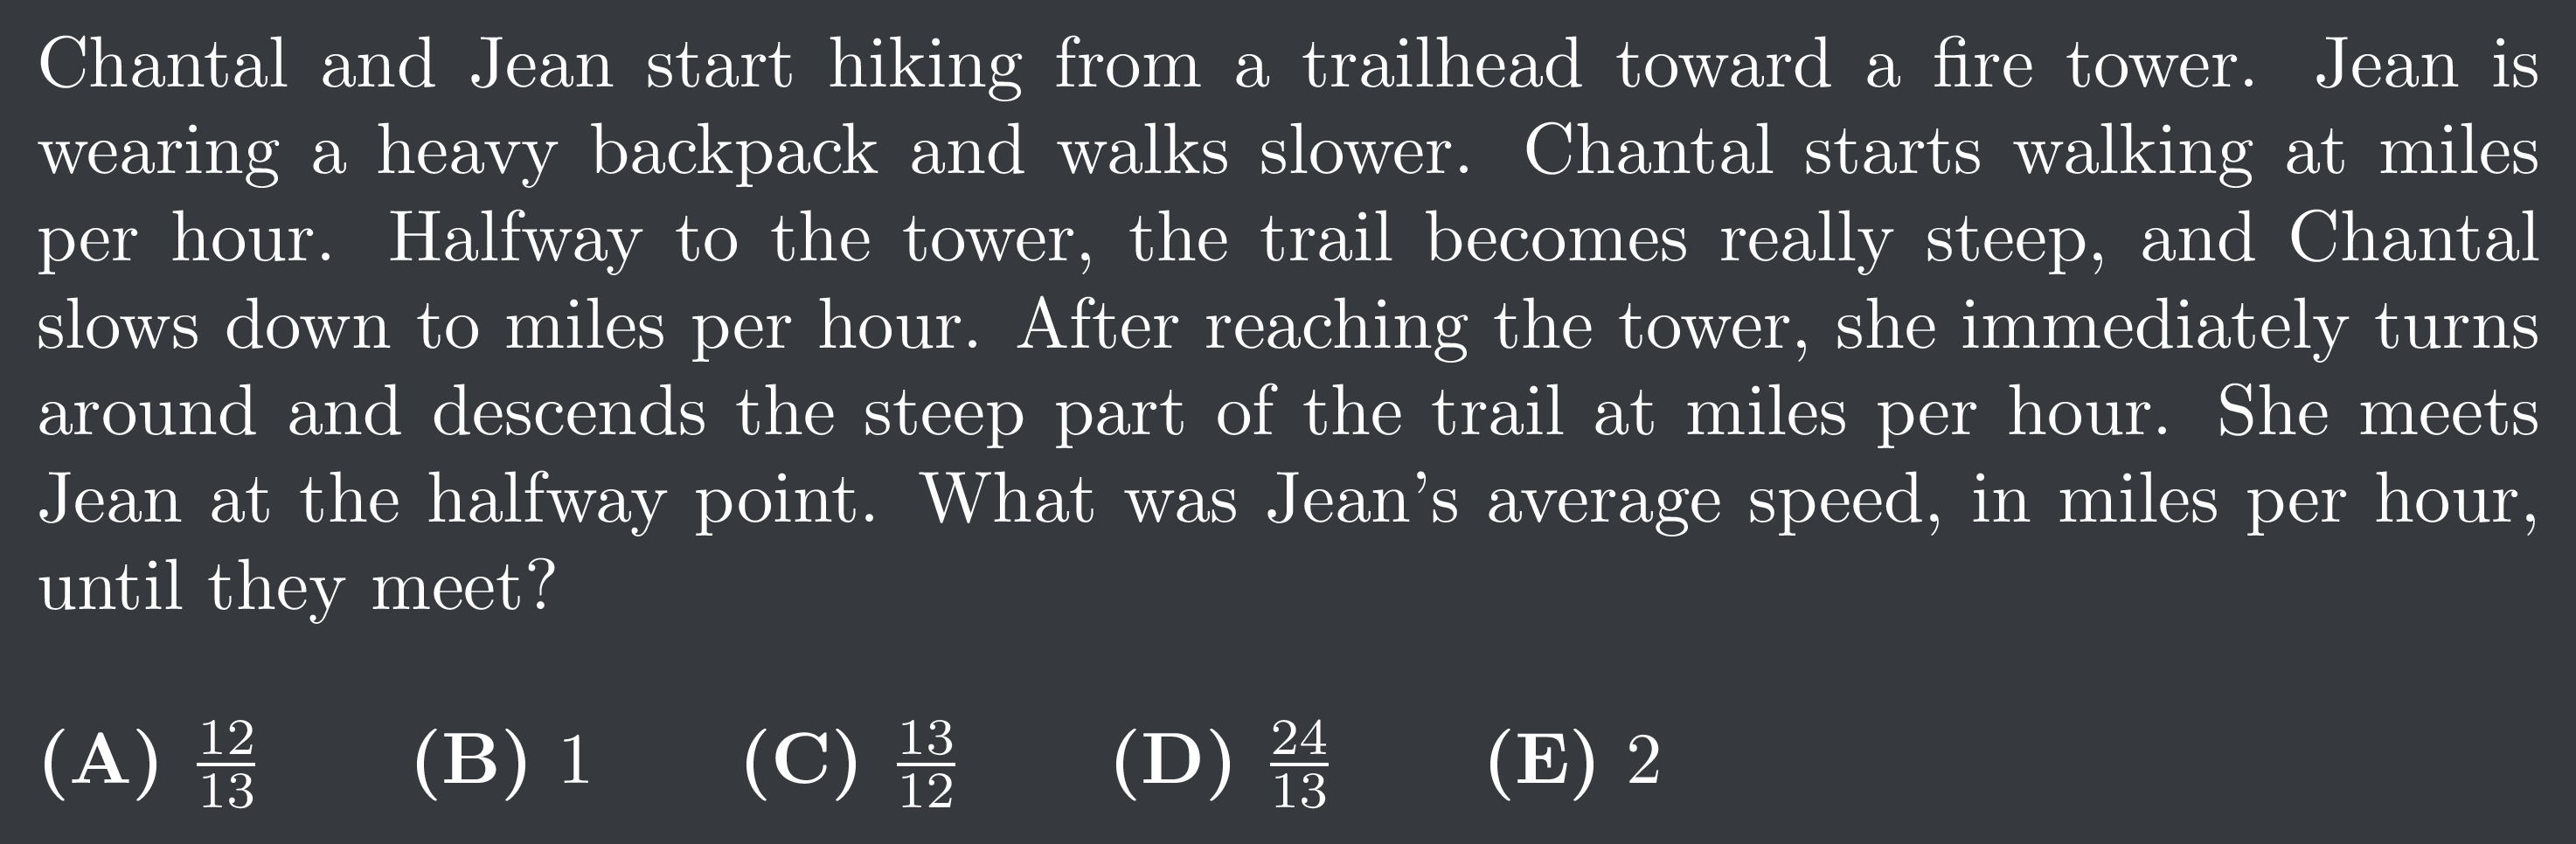 Chantal and Jean start hiking from a trailhead toward a fire tower. Jean is
wearing a heavy backpack and walks slower. Chantal starts walking at miles
per hour. Halfway to the tower, the trail becomes really steep, and Chantal
slows down to miles per hour. After reaching the tower, she immediately turns
around and descends the steep part of the trail at miles per hour. She meets
Jean at the halfway point. What was Jean's average speed, in miles per hour,
until they meet?
(A) 12/13 (B) 1 (C) 13/12 (D) 24/13 (E) 2